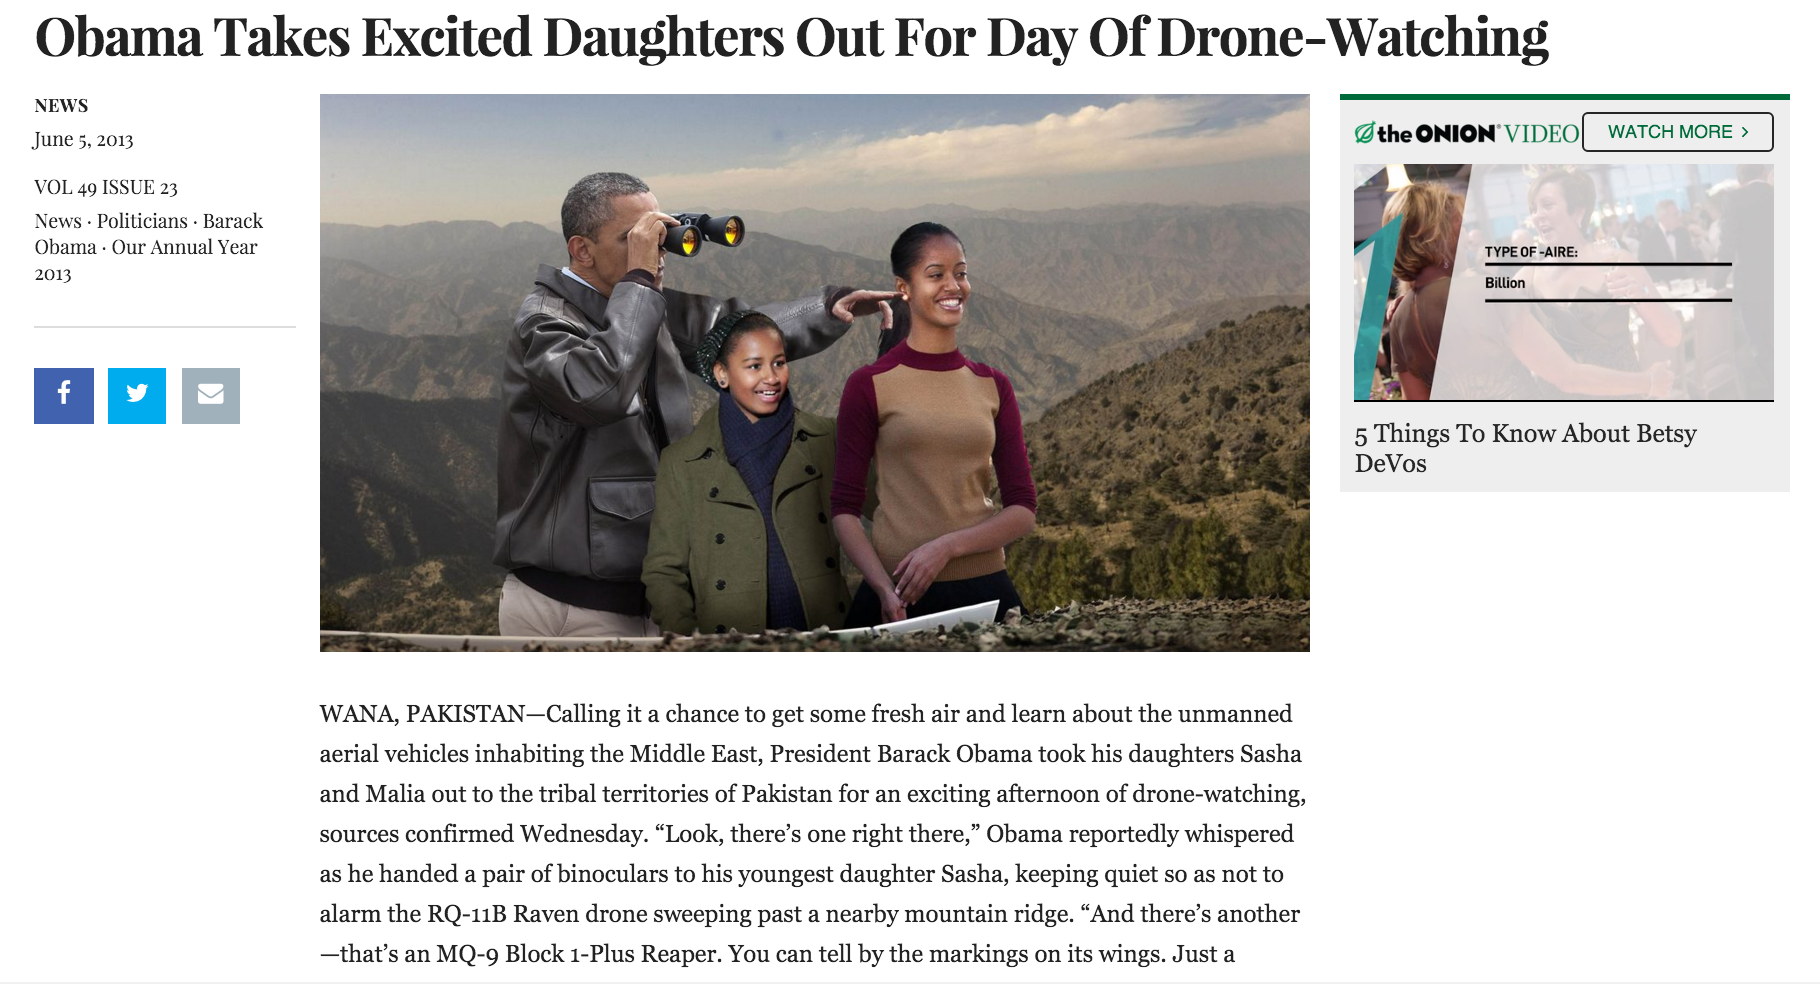 Obama Takes Excited Daughters Out For Day Of Drone-Watching
NEWS
June 5, 2013
VOL 49 ISSUE 23
News · Politicians · Barack
Obama · Our Annual Year
2013
the ONION® VIDEO
WATCH MORE >
TYPE OF -AIRE:
Billion
5 Things To Know About Betsy
DeVos
WANA, PAKISTAN—Calling it a chance to get some fresh air and learn about the unmanned
aerial vehicles inhabiting the Middle East, President Barack Obama took his daughters Sasha
and Malia out to the tribal territories of Pakistan for an exciting afternoon of drone-watching,
sources confirmed Wednesday. “Look, there’s one right there,” Obama reportedly whispered
as he handed a pair of binoculars to his youngest daughter Sasha, keeping quiet so as not to
alarm the RQ-11B Raven drone sweeping past a nearby mountain ridge. “And there’s another
—that’s an MQ-9 Block 1-Plus Reaper. You can tell by the markings on its wings. Just a